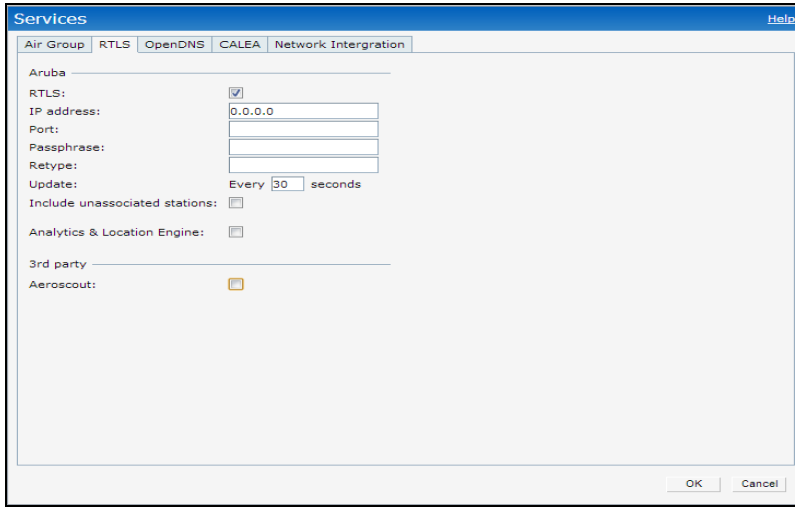 Services Help
Air Group RTLS OpenDNS CALEA Network Intergration
Aruba
RTLS:
IP address: 0.0.0.0
Port:
Passphrase:
Retype:
Update: Every 30 seconds
Include unassociated stations:
Analytics & Location Engine:
3rd party
Aeroscout:
OK Cancel